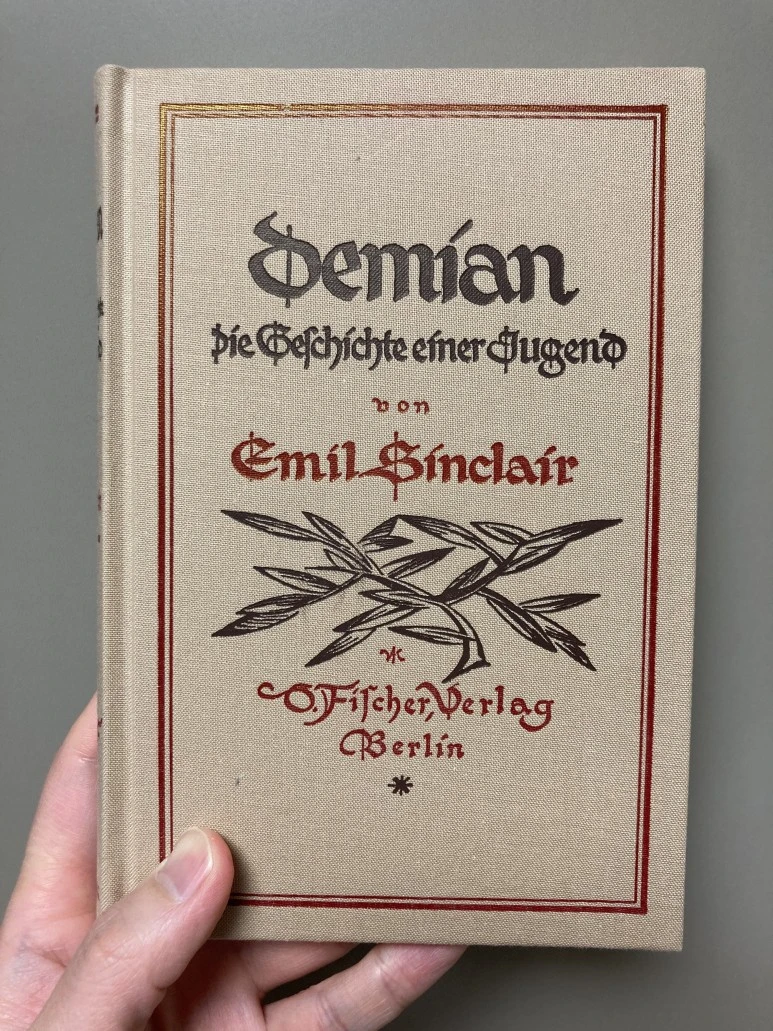 Demian
Die Geſchichte einer Jugend
von
Emil Sinclair
S. Fiſcher, Verlag
Berlin
*